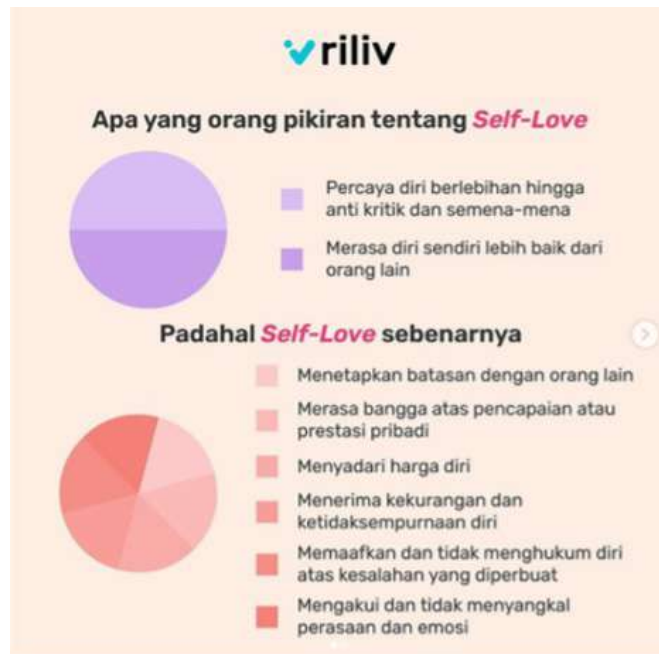 riliv
Apa yang orang pikiran tentang Self-Love
Percaya diri berlebihan hingga
anti kritik dan semena-mena
Merasa diri sendiri lebih baik dari
orang lain
Padahal Self-Love sebenarnya
Menetapkan batasan dengan orang lain
Merasa bangga atas pencapaian atau
prestasi pribadi
Menyadari harga diri
Menerima kekurangan dan
ketidaksempurnaan diri
Memaafkan dan tidak menghukum diri
atas kesalahan yang diperbuat
Mengakui dan tidak menyangkal
perasaan dan emosi